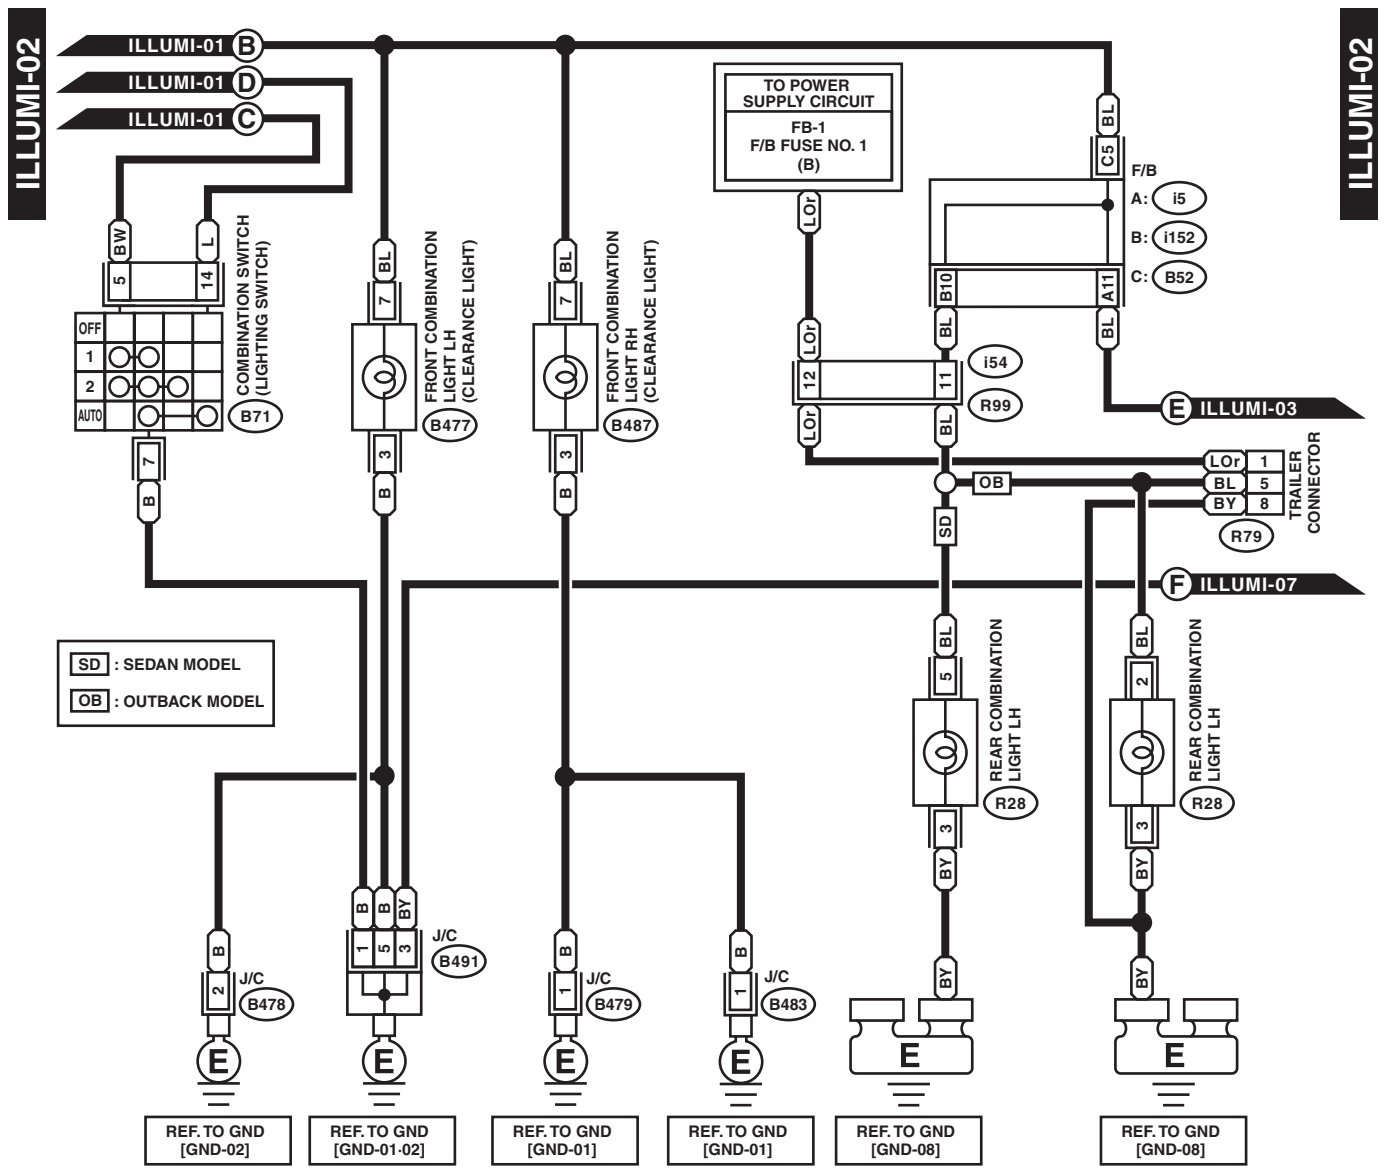 ILLUMI-02
ILLUMI-02
ILLUMI-01 B
ILLUMI-01 D
ILLUMI-01 C
TO POWER
SUPPLY CIRCUIT
FB-1
F/B FUSE NO. 1
(B)
BL
C5
F/B
A: i5
B: i152
C: B52
B10
A11
BL
BL
LOr
LOr
12
11
i54
R99
LOr
BL
E ILLUMI-03
BW
L
5
14
OFF
1
2
AUTO
COMBINATION SWITCH
(LIGHTING SWITCH)
B71
7
B
BL
7
FRONT COMBINATION
LIGHT LH
(CLEARANCE LIGHT)
B477
3
B
BL
7
FRONT COMBINATION
LIGHT RH
(CLEARANCE LIGHT)
B487
3
B
LOr 1
BL 5
BY 8
TRAILER
CONNECTOR
R79
OB
SD
F ILLUMI-07
SD : SEDAN MODEL
OB : OUTBACK MODEL
BL
5
REAR COMBINATION
LIGHT LH
R28
3
BY
BY
BL
2
REAR COMBINATION
LIGHT LH
R28
3
BY
BY
B
2
J/C
B478
B
B
BY
1
5
3
J/C
B491
B
1
J/C
B479
B
1
J/C
B483
E
E
E
E
E
E
REF. TO GND
[GND-02]
REF. TO GND
[GND-01·02]
REF. TO GND
[GND-01]
REF. TO GND
[GND-01]
REF. TO GND
[GND-08]
REF. TO GND
[GND-08]